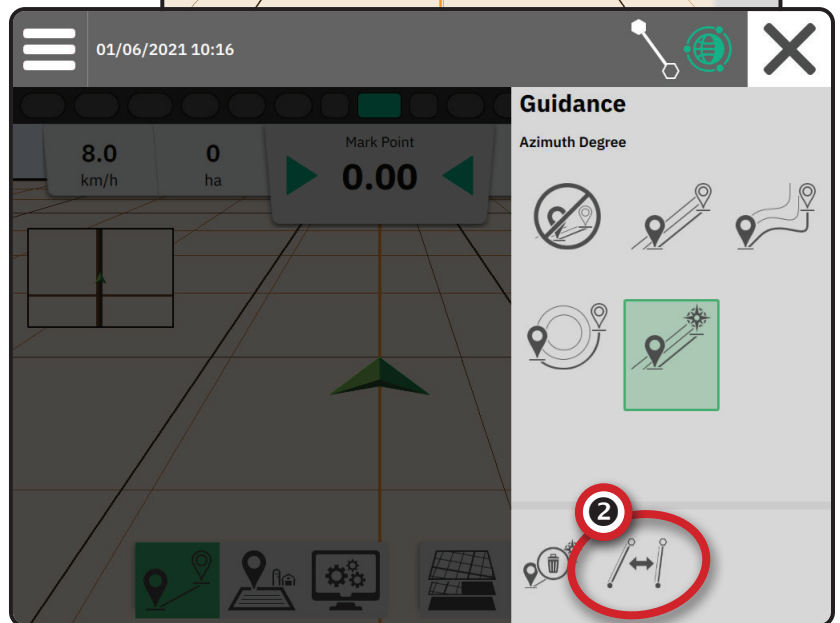 01/06/2021 10:16
Guidance
Azimuth Degree
8.0
km/h
0
ha
Mark Point
0.00
2